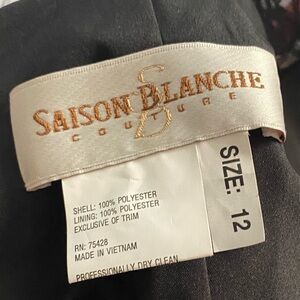 SAISON BLANCHE
COUTURE
SHELL: 100% POLYESTER
LINING: 100% POLYESTER
EXCLUSIVE OF TRIM
RN: 75428
MADE IN VIETNAM
PROFESSIONALLY DRY CLEAN
SIZE: 12